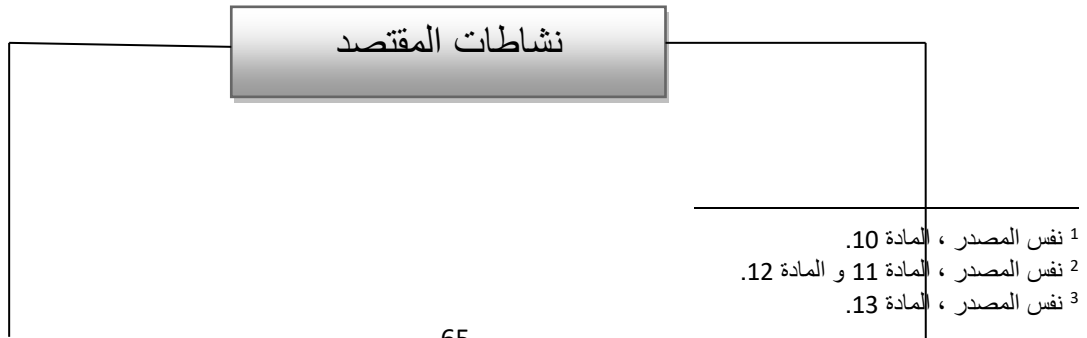 نشاطات المقتصد
1 نفس المصدر ، المادة 10.
2 نفس المصدر ، المادة 11 و المادة 12.
3 نفس المصدر ، المادة 13.
65